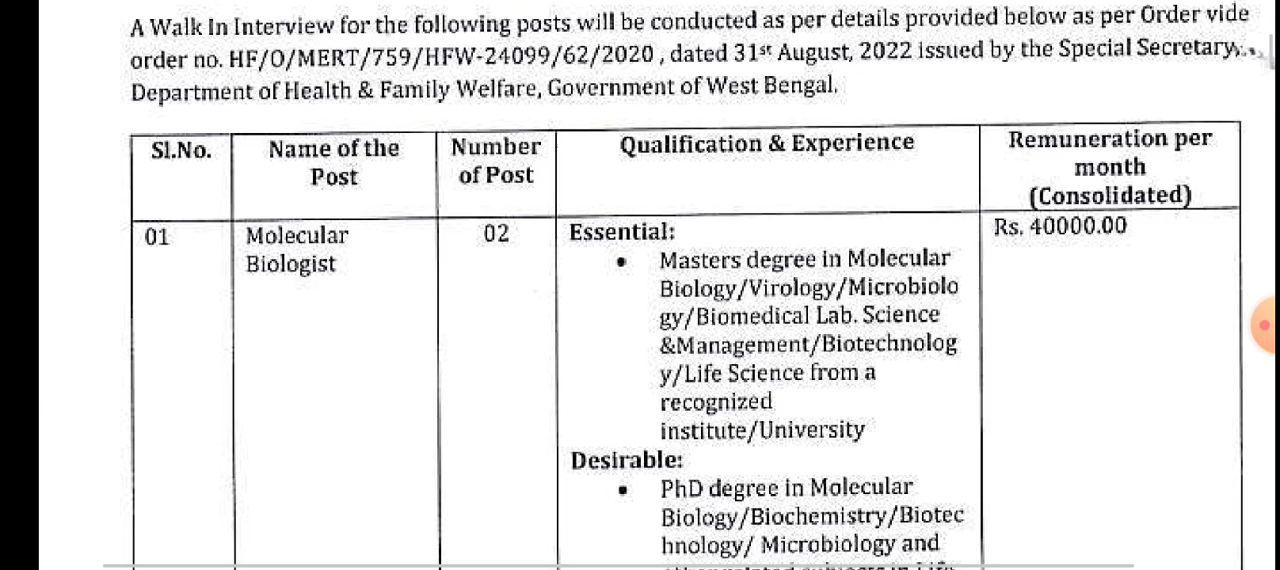 A Walk In Interview for the following posts will be conducted as per details provided below as per Order vide
order no. HF/O/MERT/759/HFW-24099/62/2020 , dated 31st August, 2022 issued by the Special Secretary,
Department of Health & Family Welfare, Government of West Bengal.
Sl.No.
Name of the
Post
Number
of Post
Qualification & Experience
Remuneration per
month
(Consolidated)
01
Molecular
Biologist
02
Essential:
• Masters degree in Molecular
Biology/Virology/Microbiolo
gy/Biomedical Lab. Science
&Management/Biotechnolog
y/Life Science from a
recognized
institute/University
Desirable:
• PhD degree in Molecular
Biology/Biochemistry/Biotec
hnology/ Microbiology and
Rs. 40000.00